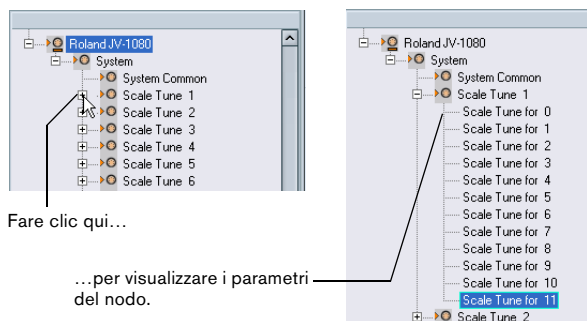 Roland JV-1080
System
System Common
Scale Tune 1
Scale Tune 2
Scale Tune 3
Scale Tune 4
Scale Tune 5
Scale Tune 6
Fare clic qui…
…per visualizzare i parametri
del nodo.
Roland JV-1080
System
System Common
Scale Tune 1
Scale Tune for 0
Scale Tune for 1
Scale Tune for 2
Scale Tune for 3
Scale Tune for 4
Scale Tune for 5
Scale Tune for 6
Scale Tune for 7
Scale Tune for 8
Scale Tune for 9
Scale Tune for 10
Scale Tune for 11
Scale Tune 2